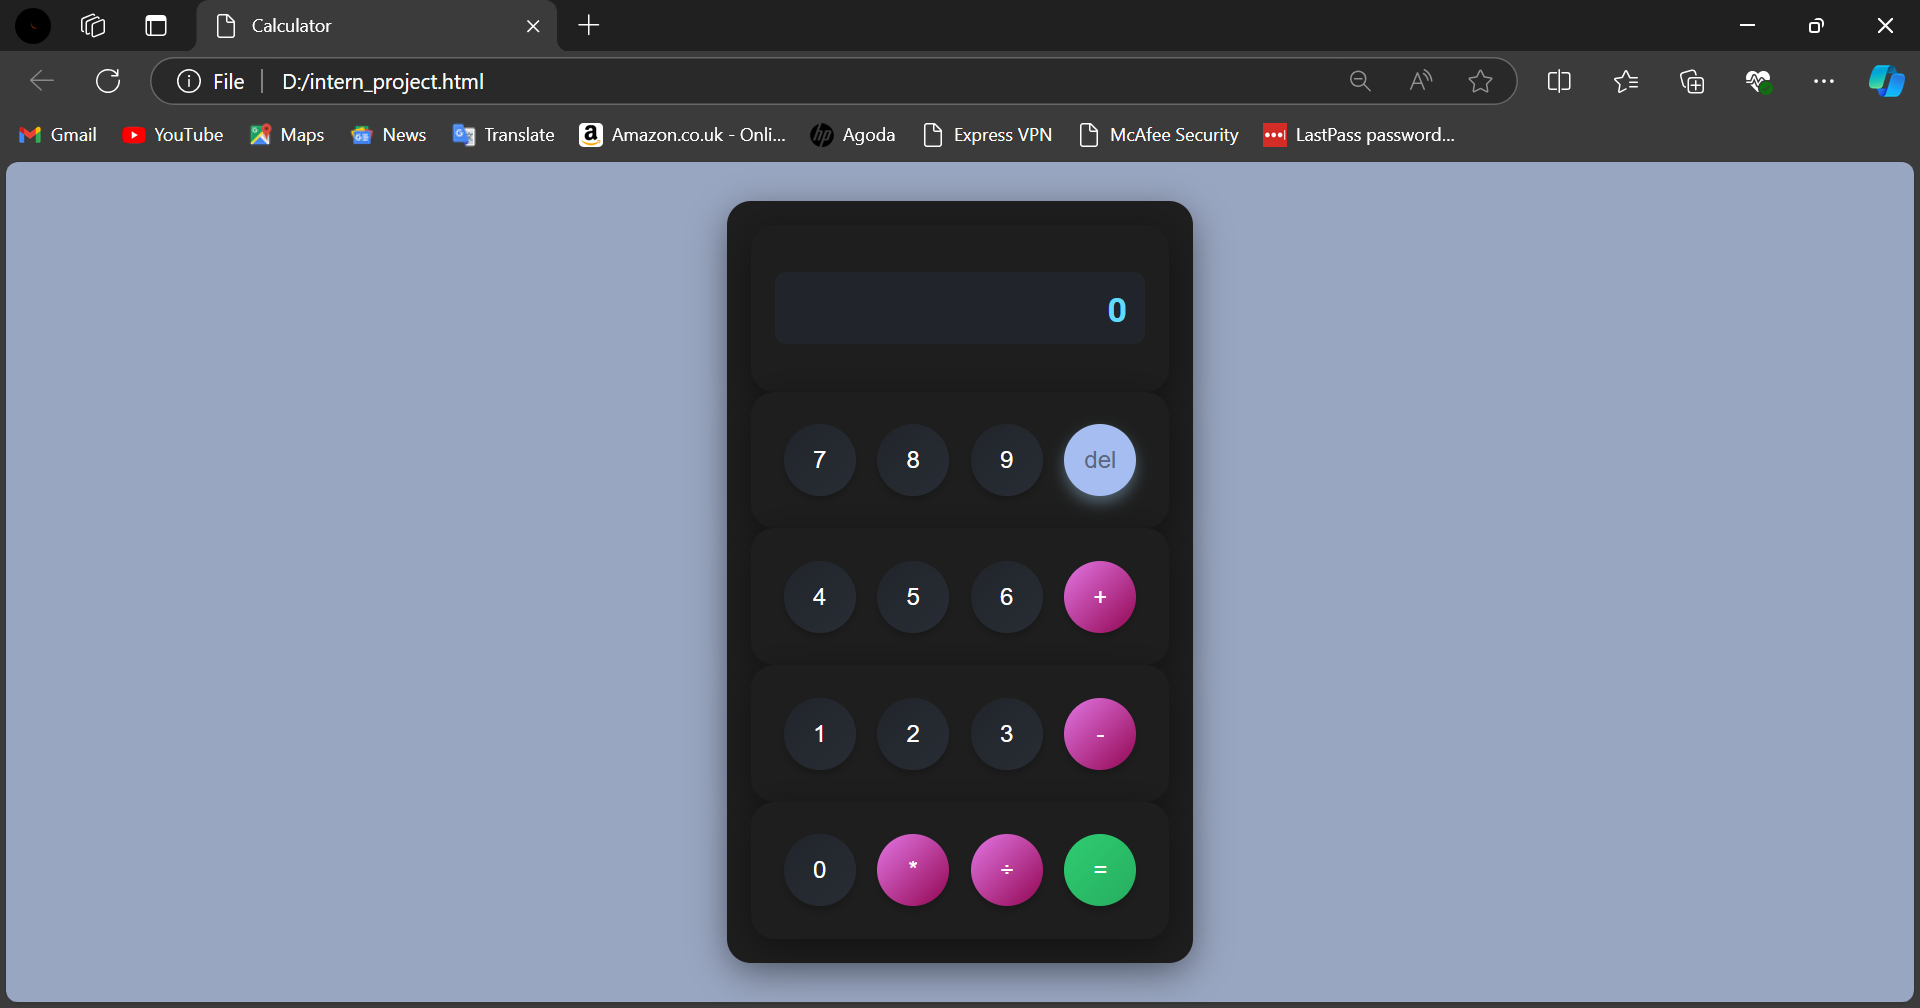 Calculator
File D:/intern_project.html
Gmail YouTube Maps News Translate Amazon.co.uk - Onli... Agoda Express VPN McAfee Security LastPass password...
0
7 8 9 del
4 5 6 +
1 2 3 -
0 * ÷ =